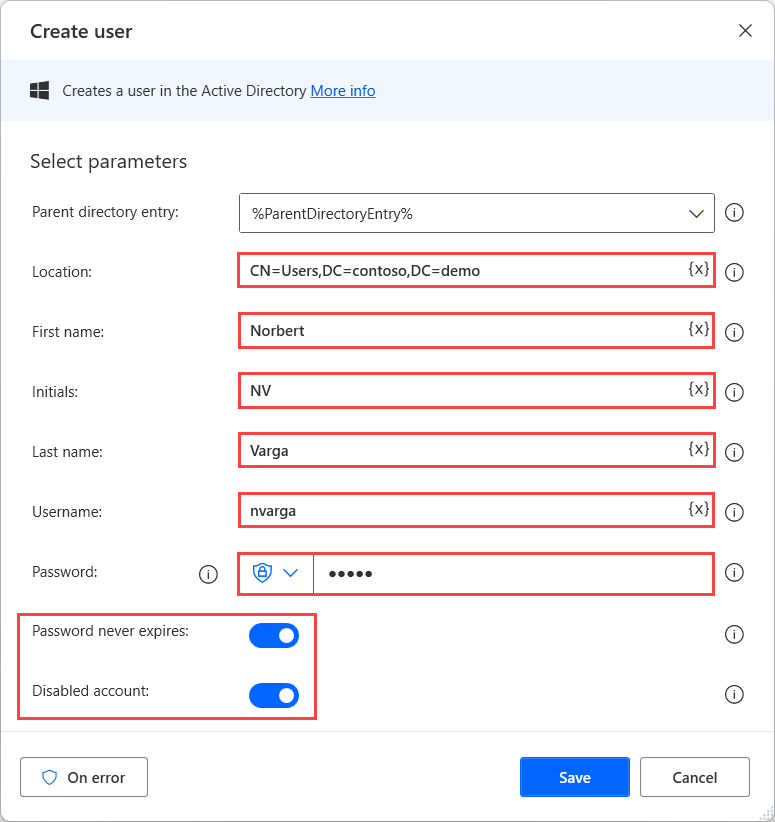 Create user
Creates a user in the Active Directory More info
Select parameters
Parent directory entry: %ParentDirectoryEntry%
Location: CN=Users,DC=contoso,DC=demo {x}
First name: Norbert {x}
Initials: NV {x}
Last name: Varga {x}
Username: nvarga {x}
Password: •••••
Password never expires:
Disabled account:
On error Save Cancel